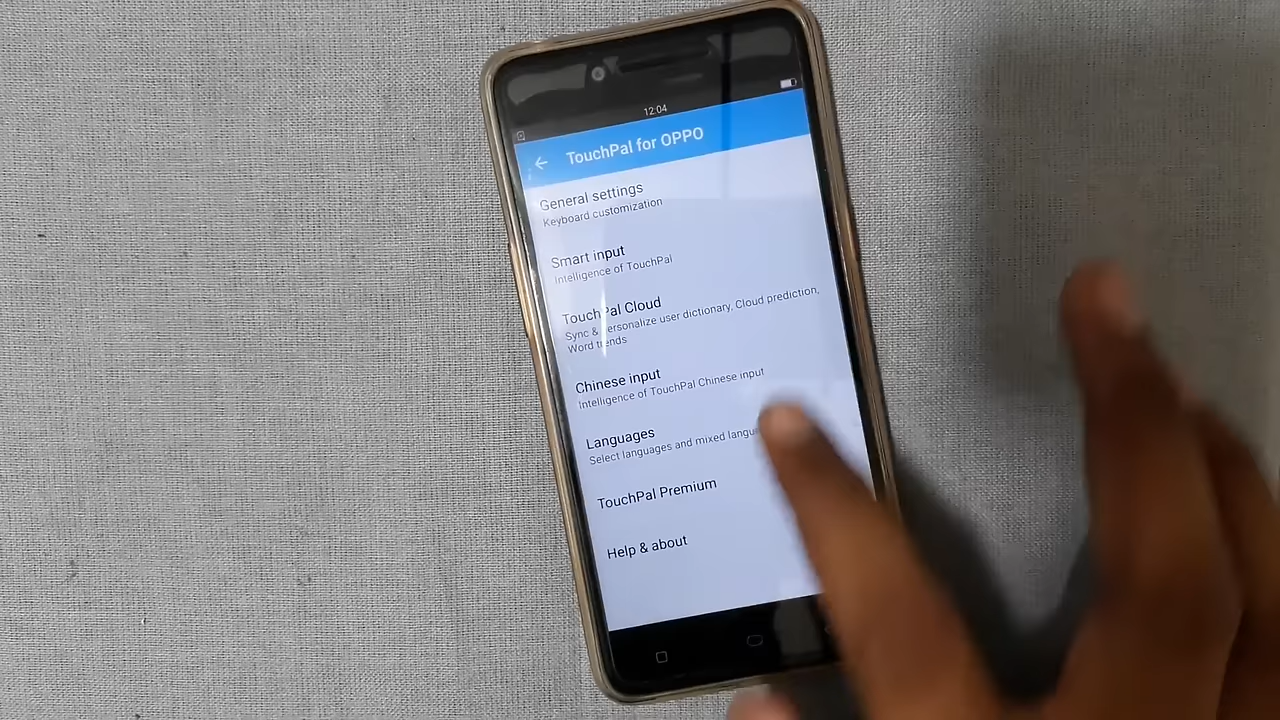 12:04
TouchPal for OPPO
General settings
Keyboard customization
Smart input
Intelligence of TouchPal
TouchPal Cloud
Sync & personalize user dictionary, Cloud prediction,
Word trends
Chinese input
Intelligence of TouchPal Chinese input
Languages
Select languages and mixed
TouchPal Premium
Help & about